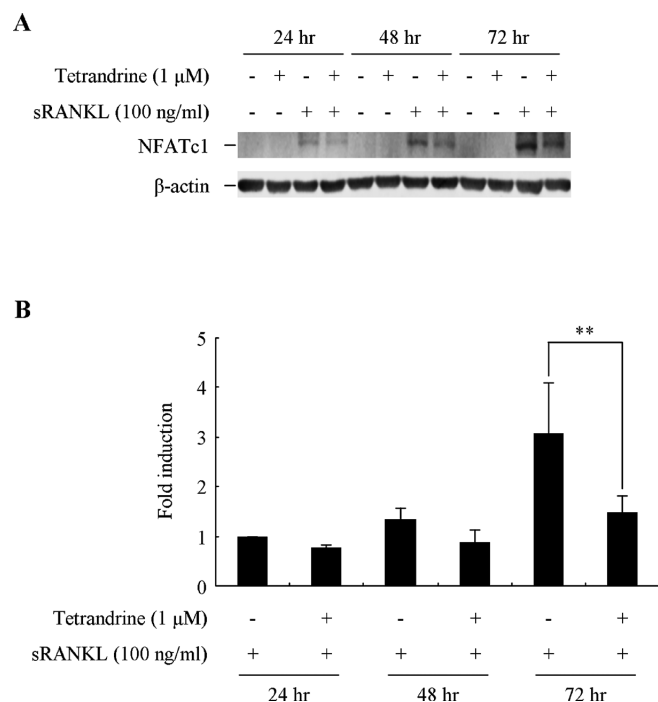 A
24 hr 48 hr 72 hr
Tetrandrine (1 μM) - + - + - + - + - + - +
sRANKL (100 ng/ml) - - + + - - + + - - + +
NFATc1
β-actin
B
**
Fold induction
5
4
3
2
1
0
Tetrandrine (1 μM) - + - + - +
sRANKL (100 ng/ml) + + + + + +
24 hr 48 hr 72 hr